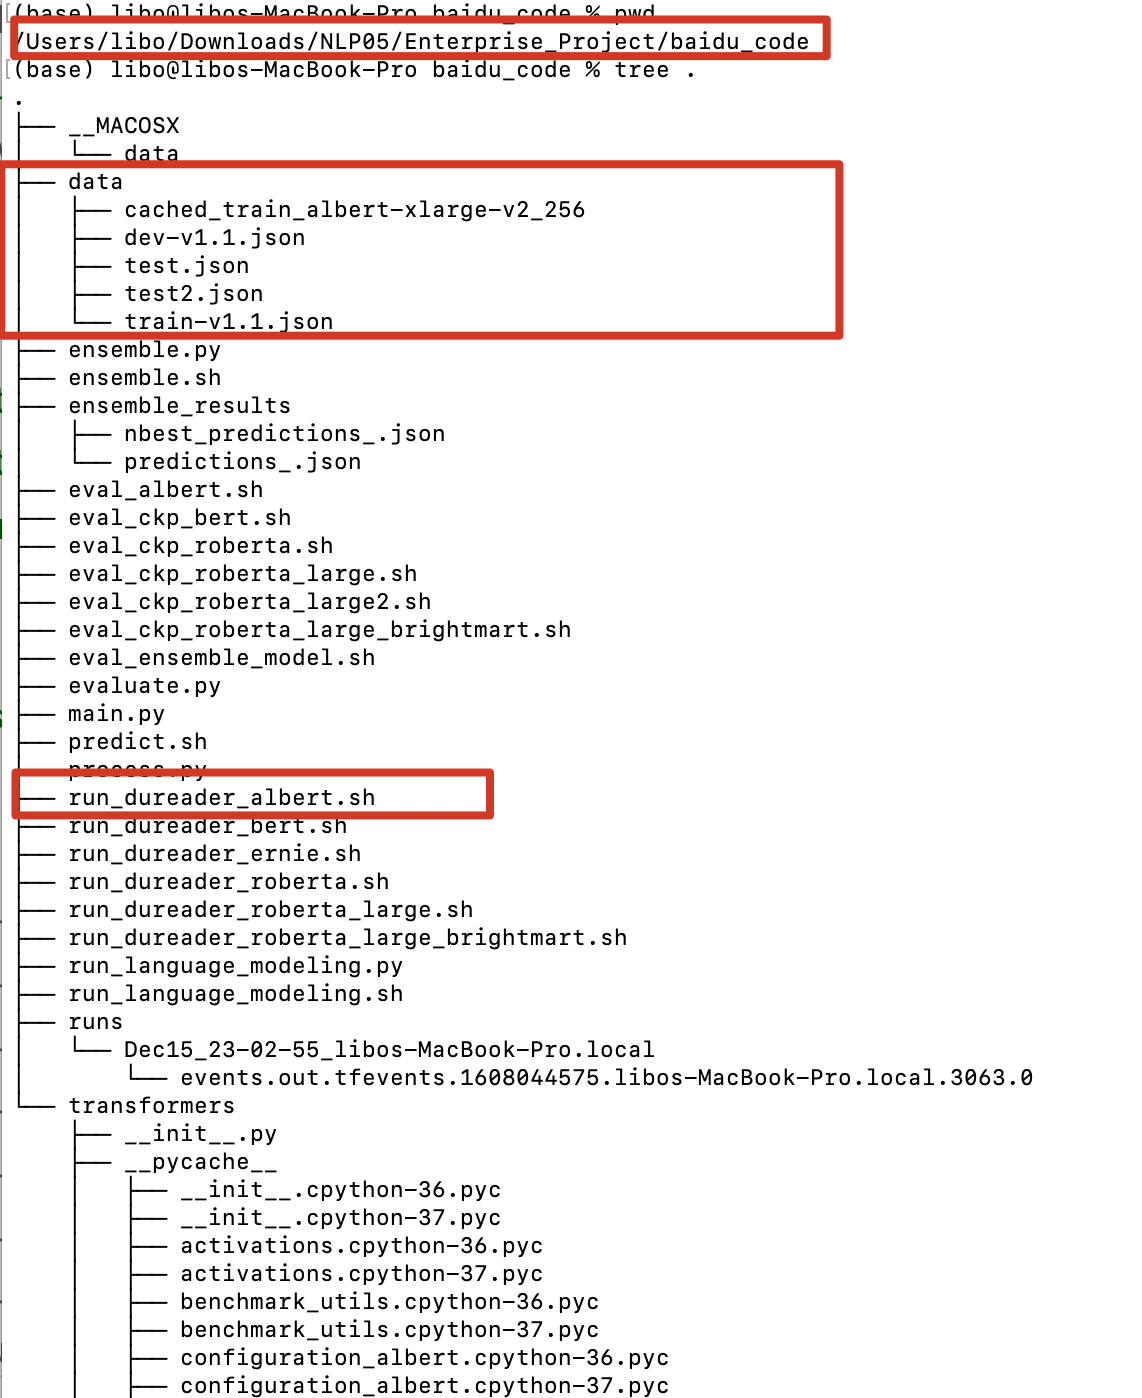 (base) libo@libos-MacBook-Pro baidu_code % pwd
/Users/libo/Downloads/NLP05/Enterprise_Project/baidu_code
(base) libo@libos-MacBook-Pro baidu_code % tree .
.
├── __MACOSX
│   └── data
├── data
│   ├── cached_train_albert-xlarge-v2_256
│   ├── dev-v1.1.json
│   ├── test.json
│   ├── test2.json
│   └── train-v1.1.json
├── ensemble.py
├── ensemble.sh
├── ensemble_results
│   ├── nbest_predictions_.json
│   └── predictions_.json
├── eval_albert.sh
├── eval_ckp_bert.sh
├── eval_ckp_roberta.sh
├── eval_ckp_roberta_large.sh
├── eval_ckp_roberta_large2.sh
├── eval_ckp_roberta_large_brightmart.sh
├── eval_ensemble_model.sh
├── evaluate.py
├── main.py
├── predict.sh
├── process.py
├── run_dureader_albert.sh
├── run_dureader_bert.sh
├── run_dureader_ernie.sh
├── run_dureader_roberta.sh
├── run_dureader_roberta_large.sh
├── run_dureader_roberta_large_brightmart.sh
├── run_language_modeling.py
├── run_language_modeling.sh
├── runs
│   └── Dec15_23-02-55_libos-MacBook-Pro.local
│       └── events.out.tfevents.1608044575.libos-MacBook-Pro.local.3063.0
└── transformers
    ├── __init__.py
    ├── __pycache__
    │   ├── __init__.cpython-36.pyc
    │   ├── __init__.cpython-37.pyc
    │   ├── activations.cpython-36.pyc
    │   ├── activations.cpython-37.pyc
    │   ├── benchmark_utils.cpython-36.pyc
    │   ├── benchmark_utils.cpython-37.pyc
    │   ├── configuration_albert.cpython-36.pyc
    │   ├── configuration_albert.cpython-37.pyc